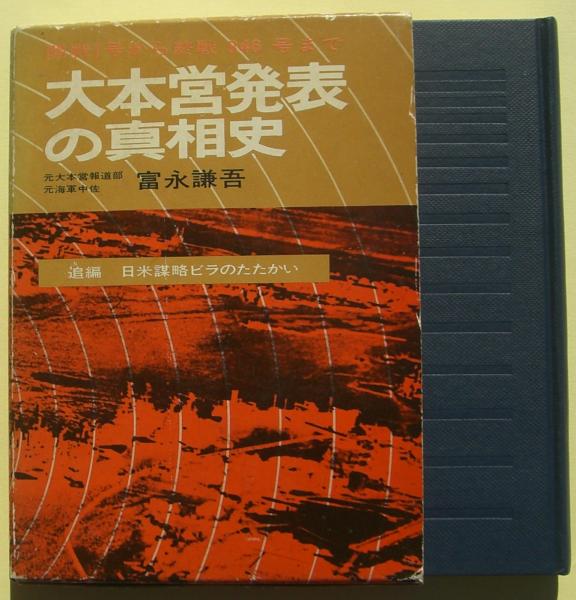 開戦1号から終戦846号まで
大本営発表
の真相史
元大本営報道部
元海軍中佐
富永謙吾
追編 日米謀略ビラのたたかい